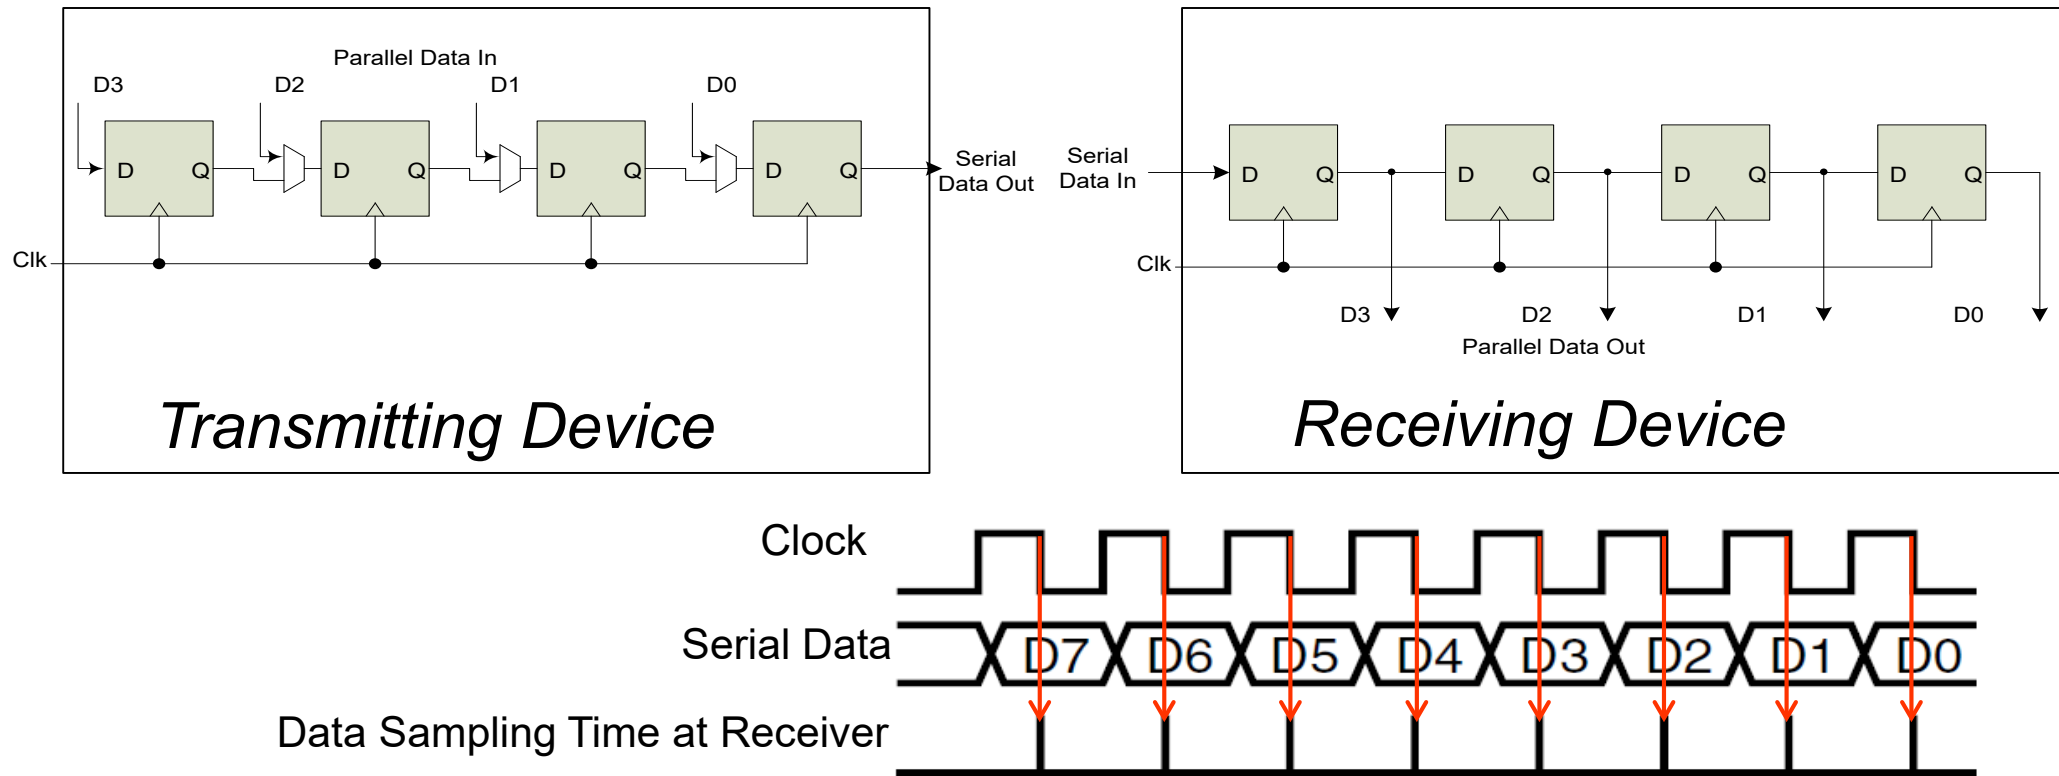 Parallel Data In
D3
D2
D1
D0
D Q
D Q
D Q
D Q
Serial
Data Out
Clk
Transmitting Device
Serial
Data In
D Q
D Q
D Q
D Q
Clk
D3
D2
D1
D0
Parallel Data Out
Receiving Device
Clock
Serial Data
D7 D6 D5 D4 D3 D2 D1 D0
Data Sampling Time at Receiver